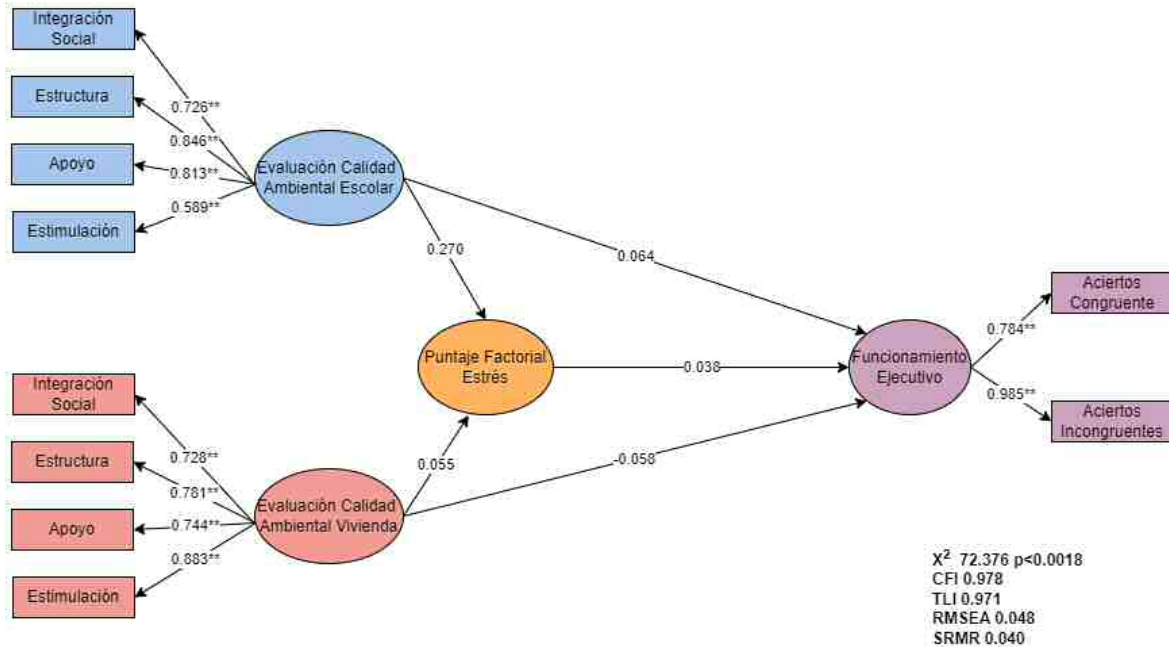 Integración
Social
Estructura
Apoyo
Estimulación
0.726**
0.846**
0.813**
0.589**
Evaluación Calidad
Ambiental Escolar
0.270
0.064
Puntaje Factorial
Estrés
0.038
Funcionamiento
Ejecutivo
0.784**
0.985**
Aciertos
Congruente
Aciertos
Incongruentes
Integración
Social
Estructura
Apoyo
Estimulación
0.728**
0.781**
0.744**
0.883**
Evaluación Calidad
Ambiental Vivienda
0.055
-0.058
X² 72.376 p<0.0018
CFI 0.978
TLI 0.971
RMSEA 0.048
SRMR 0.040